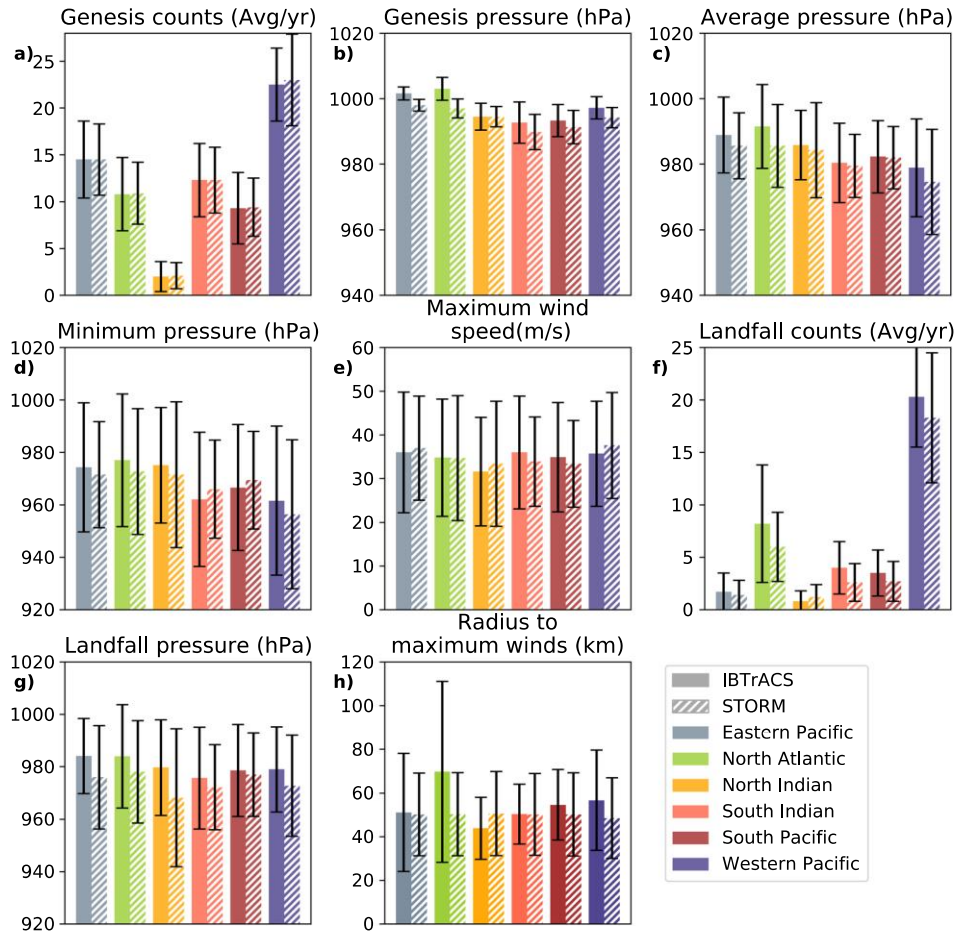 Genesis counts (Avg/yr)
a)
25
20
15
10
5
0
Genesis pressure (hPa)
b)
1020
1000
980
960
940
Average pressure (hPa)
c)
1020
1000
980
960
940
Minimum pressure (hPa)
d)
1020
1000
980
960
940
920
Maximum wind
speed(m/s)
e)
60
50
40
30
20
10
0
Landfall counts (Avg/yr)
f)
25
20
15
10
5
0
Landfall pressure (hPa)
g)
1020
1000
980
960
940
920
Radius to
maximum winds (km)
h)
120
100
80
60
40
20
0
IBTrACS
STORM
Eastern Pacific
North Atlantic
North Indian
South Indian
South Pacific
Western Pacific